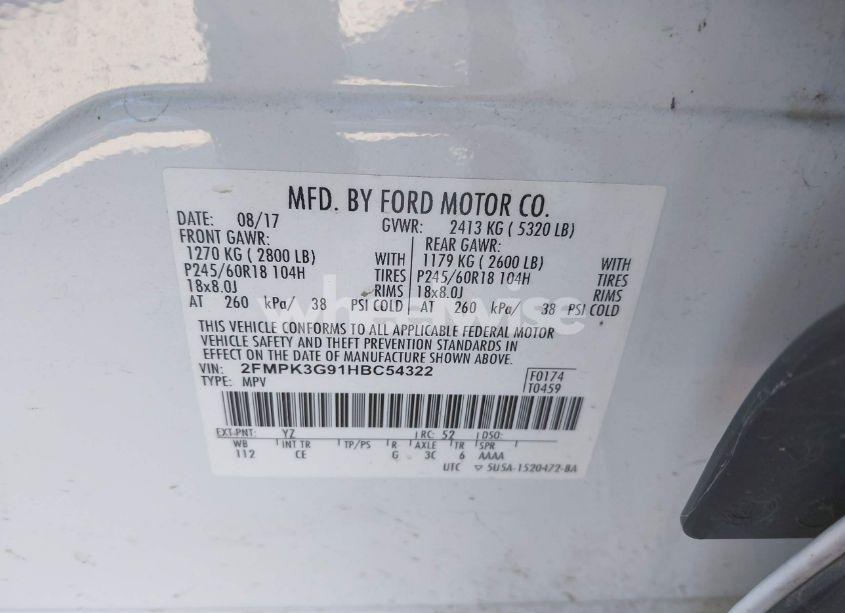 MFD. BY FORD MOTOR CO.
DATE: 08/17 GVWR: 2413 KG ( 5320 LB)
FRONT GAWR: REAR GAWR:
1270 KG ( 2800 LB) WITH 1179 KG ( 2600 LB) WITH
P245/60R18 104H TIRES P245/60R18 104H TIRES
18x8.0J RIMS 18x8.0J RIMS
AT 260 kPa/ 38 PSI COLD AT 260 kPa/ 38 PSI COLD
wheelwise
THIS VEHICLE CONFORMS TO ALL APPLICABLE FEDERAL MOTOR
VEHICLE SAFETY AND THEFT PREVENTION STANDARDS IN
EFFECT ON THE DATE OF MANUFACTURE SHOWN ABOVE.
VIN: 2FMPK3G91HBC54322 F0174
TYPE: MPV T0459
EXT-PNT: YZ RC: 52 DSO:
WB INT TR TP/PS R AXLE TR SPR
112 CE G 3C 6 AAAA
UTC ▽ 5U5A-1520472-BA